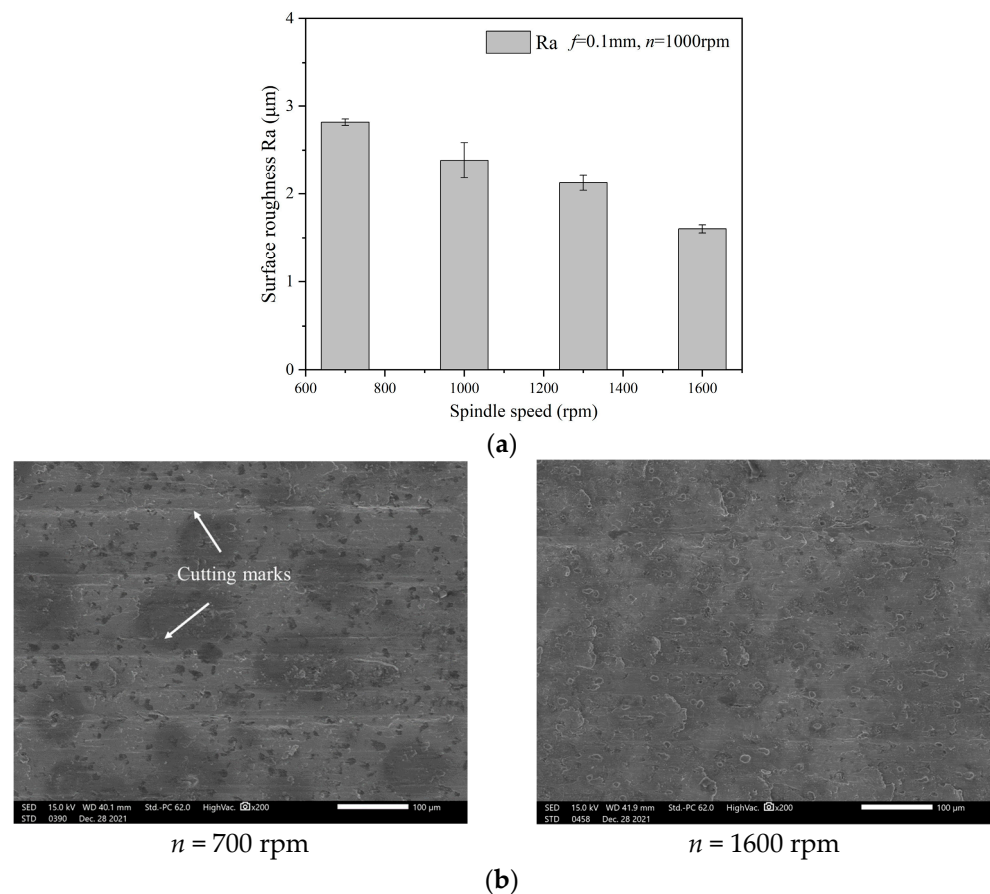 4
3
2
1
0
Surface roughness Ra (μm)
Ra f=0.1mm, n=1000rpm
600 800 1000 1200 1400 1600
Spindle speed (rpm)
(a)
Cutting marks
SED 15.0 kV WD 40.1 mm Std.-PC 62.0 HighVac. x200 100 μm
STD 0390 Dec. 28 2021
SED 15.0 kV WD 41.9 mm Std.-PC 62.0 HighVac. x200 100 μm
STD 0458 Dec. 28 2021
n = 700 rpm
n = 1600 rpm
(b)